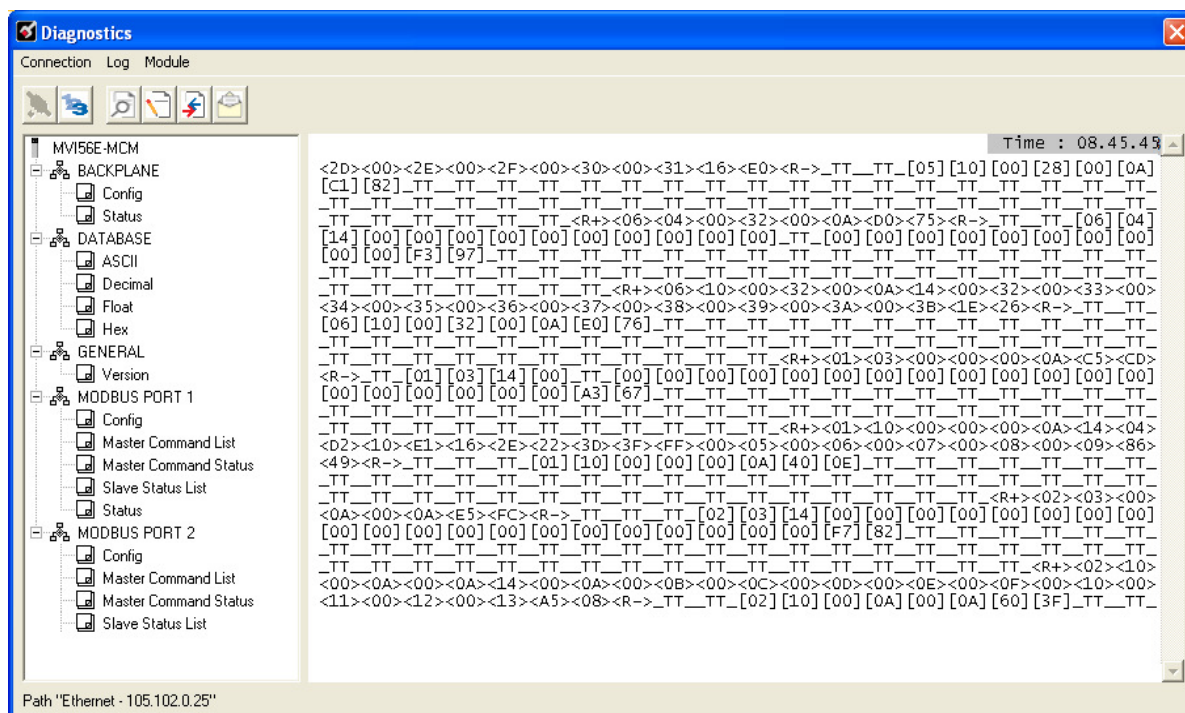 Diagnostics
Connection Log Module
MVI56E-MCM
BACKPLANE
Config
Status
DATABASE
ASCII
Decimal
Float
Hex
GENERAL
Version
MODBUS PORT 1
Config
Master Command List
Master Command Status
Slave Status List
Status
MODBUS PORT 2
Config
Master Command List
Master Command Status
Slave Status List
Time : 08.45.45
<2D><00><2E><00><2F><00><30><00><31><16><E0><R->_TT__TT_[05][10][00][28][00][0A]
[C1][82]_TT__TT__TT__TT__TT__TT__TT__TT__TT__TT__TT__TT__TT__TT__TT__TT__TT__TT_
_TT__TT__TT__TT__TT__TT__TT__TT__TT__TT__TT__TT__TT__TT__TT__TT__TT__TT__TT__TT_
_TT__TT__TT__TT__TT__TT_<R+><06><04><00><32><00><0A><D0><75><R->_TT__TT_[06][04]
[14][00][00][00][00][00][00][00][00][00][00]_TT_[00][00][00][00][00][00][00][00]
[00][00][F3][97]_TT__TT__TT__TT__TT__TT__TT__TT__TT__TT__TT__TT__TT__TT__TT__TT_
_TT__TT__TT__TT__TT__TT__TT__TT__TT__TT__TT__TT__TT__TT__TT__TT__TT__TT__TT__TT_
_TT__TT__TT__TT__TT__TT__TT_<R+><06><10><00><32><00><0A><14><00><32><00><33><00>
<34><00><35><00><36><00><37><00><38><00><39><00><3A><00><3B><1E><26><R->_TT__TT_
[06][10][00][32][00][0A][E0][76]_TT__TT__TT__TT__TT__TT__TT__TT__TT__TT__TT__TT_
_TT__TT__TT__TT__TT__TT__TT__TT__TT__TT__TT__TT__TT__TT__TT__TT__TT__TT__TT__TT_
_TT__TT__TT__TT__TT__TT__TT__TT__TT__TT__TT_<R+><01><03><00><00><00><0A><C5><CD>
<R->_TT_[01][03][14][00]_TT_[00][00][00][00][00][00][00][00][00][00][00][00][00]
[00][00][00][00][00][00][A3][67]_TT__TT__TT__TT__TT__TT__TT__TT__TT__TT__TT__TT_
_TT__TT__TT__TT__TT__TT__TT__TT__TT__TT__TT__TT__TT__TT__TT__TT__TT__TT__TT__TT_
_TT__TT__TT__TT__TT__TT__TT__TT__TT__TT__TT_<R+><01><10><00><00><00><0A><14><04>
<D2><10><E1><16><2E><22><3D><3F><FF><00><05><00><06><00><07><00><08><00><09><86>
<49><R->_TT__TT__TT_[01][10][00][00][00][0A][40][0E]_TT__TT__TT__TT__TT__TT__TT_
_TT__TT__TT__TT__TT__TT__TT__TT__TT__TT__TT__TT__TT__TT__TT__TT__TT__TT__TT__TT_
_TT__TT__TT__TT__TT__TT__TT__TT__TT__TT__TT__TT__TT__TT__TT__TT_<R+><02><03><00>
<0A><00><0A><E5><FC><R->_TT__TT__TT_[02][03][14][00][00][00][00][00][00][00][00]
[00][00][00][00][00][00][00][00][00][00][00][00][F7][82]_TT__TT__TT__TT__TT__TT_
_TT__TT__TT__TT__TT__TT__TT__TT__TT__TT__TT__TT__TT__TT__TT__TT__TT__TT__TT__TT_
_TT__TT__TT__TT__TT__TT__TT__TT__TT__TT__TT__TT__TT__TT__TT__TT__TT_<R+><02><10>
<00><0A><00><0A><14><00><0A><00><0B><00><0C><00><0D><00><0E><00><0F><00><10><00>
<11><00><12><00><13><A5><08><R->_TT__TT_[02][10][00][0A][00][0A][60][3F]_TT__TT_
Path "Ethernet - 105.102.0.25"